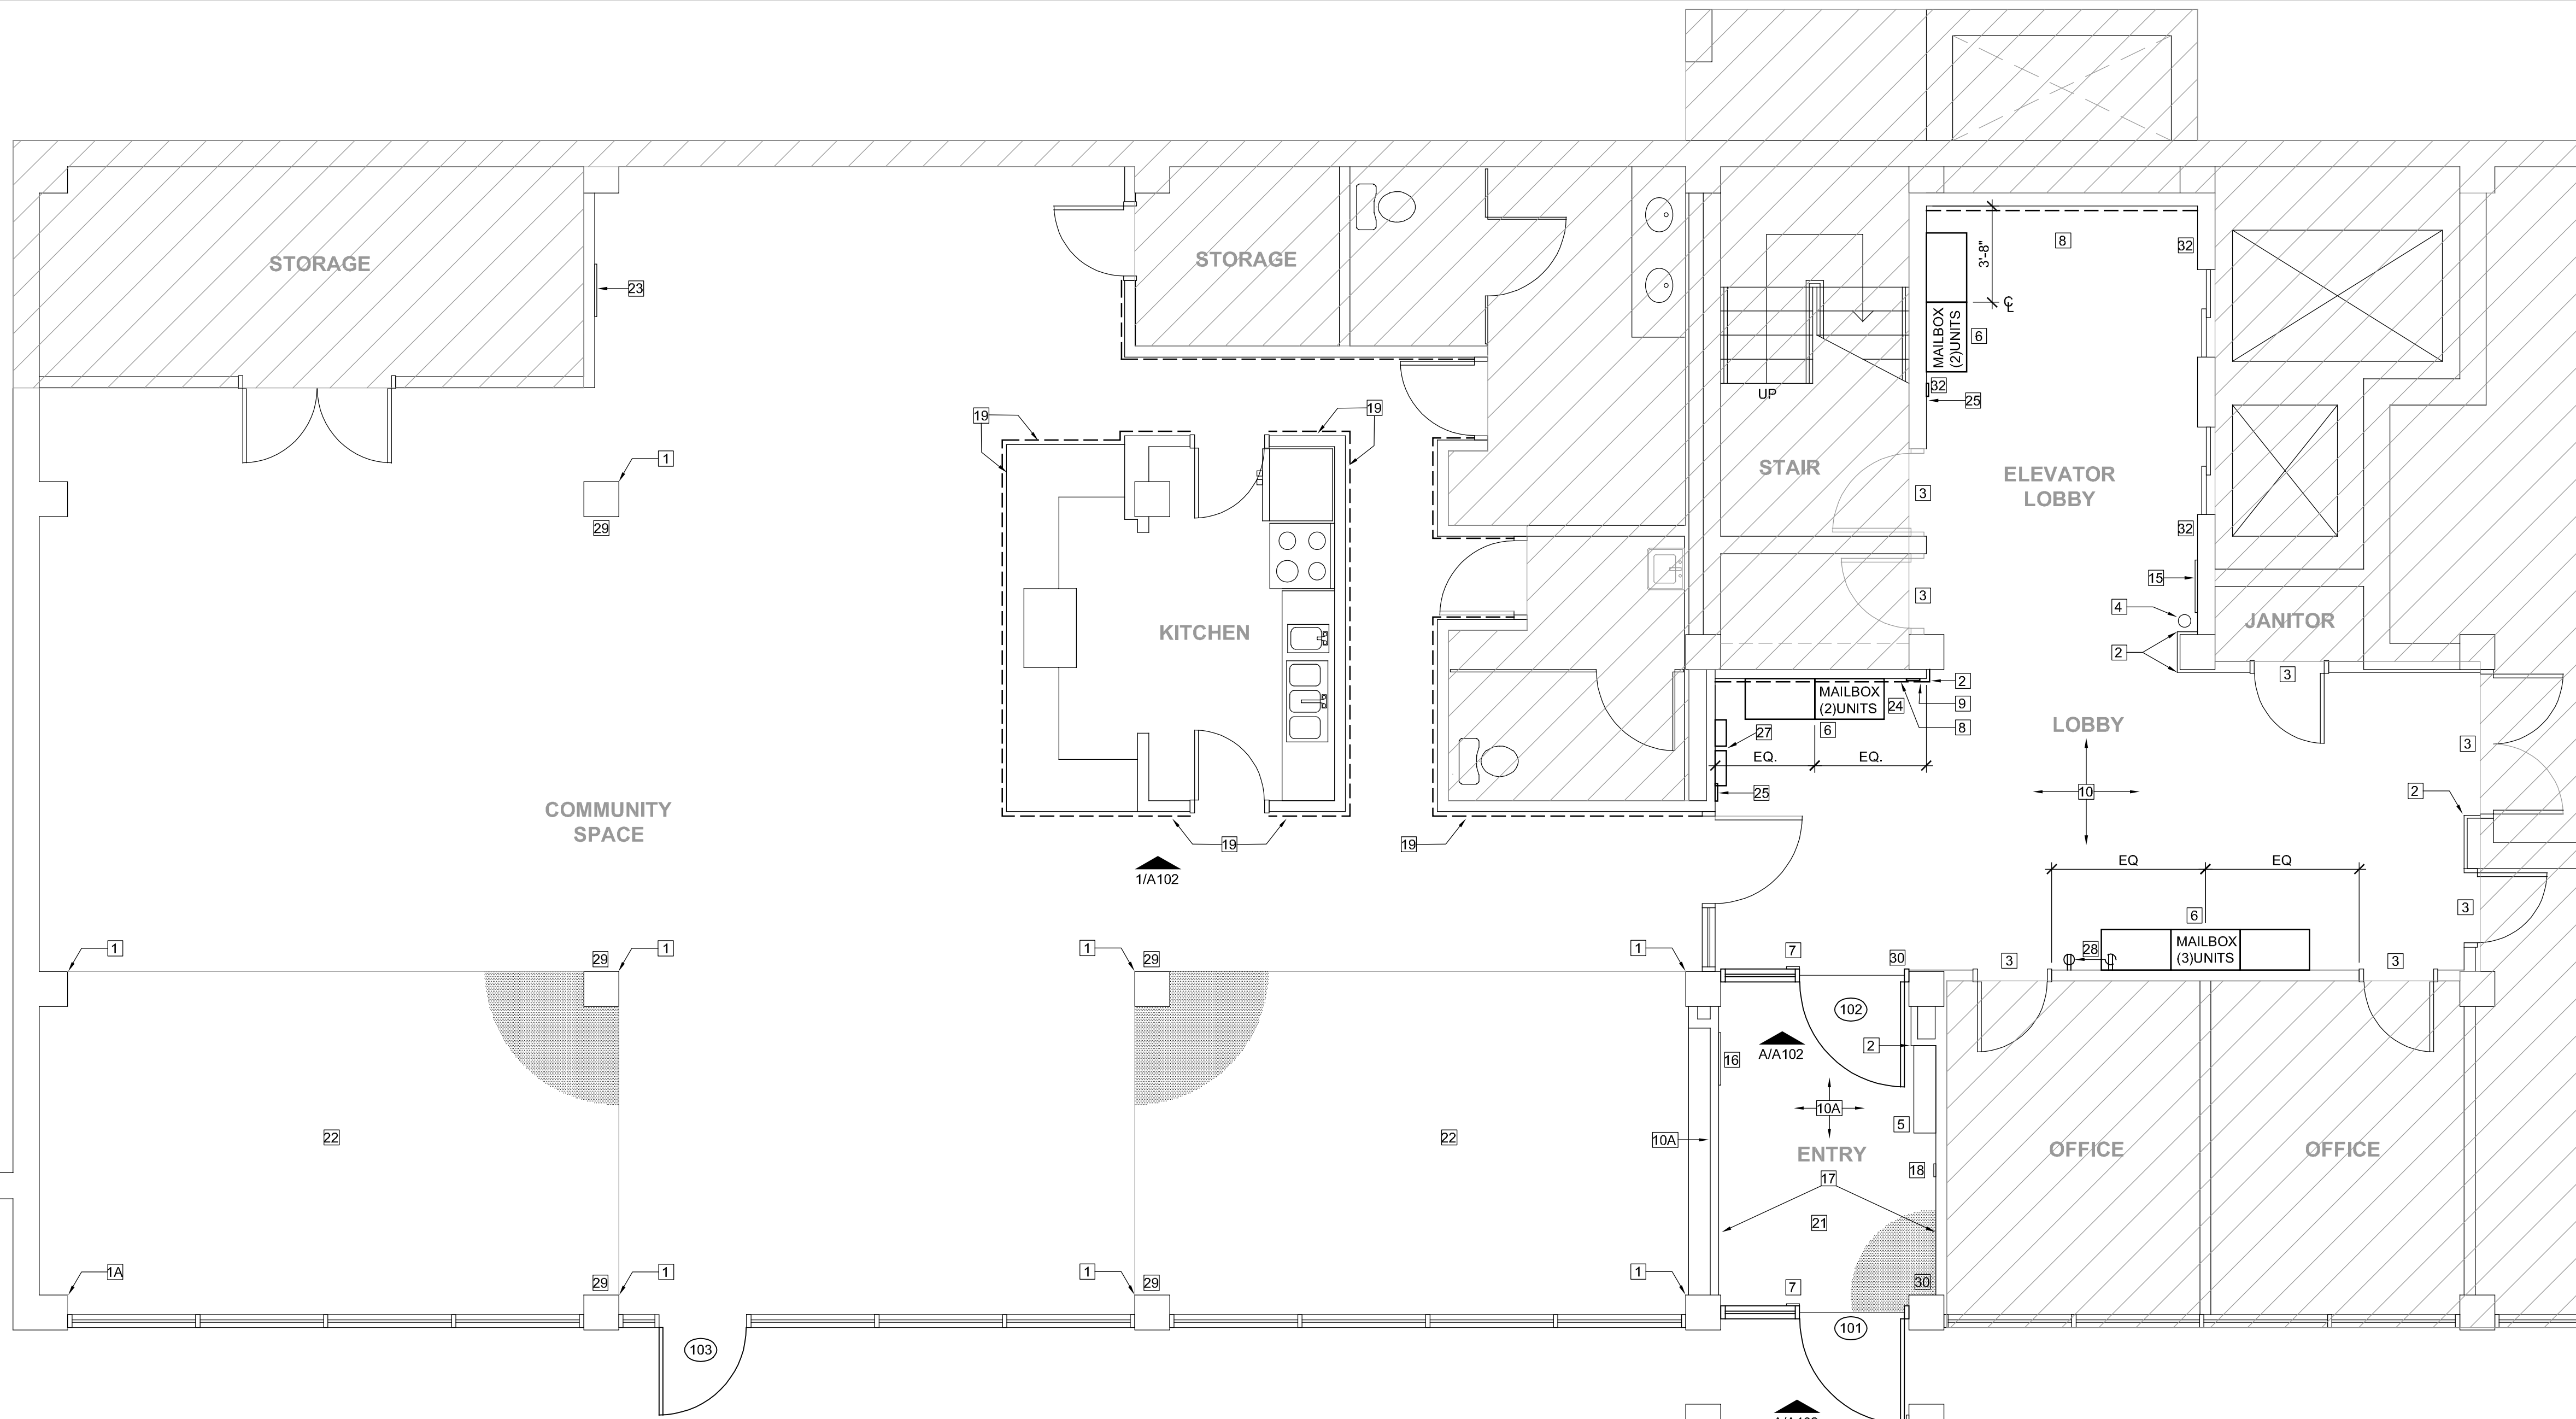 STORAGE
23
STORAGE
8
32
3'-8"
℄
MAILBOX
(2)UNITS
6
32
25
UP
19
19
1
29
STAIR
3
ELEVATOR
LOBBY
32
15
3
4
JANITOR
2
3
KITCHEN
MAILBOX
(2)UNITS
24
2
9
8
27
6
EQ.
EQ.
25
LOBBY
3
10
2
COMMUNITY
SPACE
19
19
1/A102
EQ
EQ
6
MAILBOX
(3)UNITS
28
3
3
3
1
29
1
1
29
1
7
30
102
A/A102
2
16
10A
10A
5
ENTRY
18
17
21
OFFICE
OFFICE
22
22
1A
29
1
1
29
1
7
30
101
103